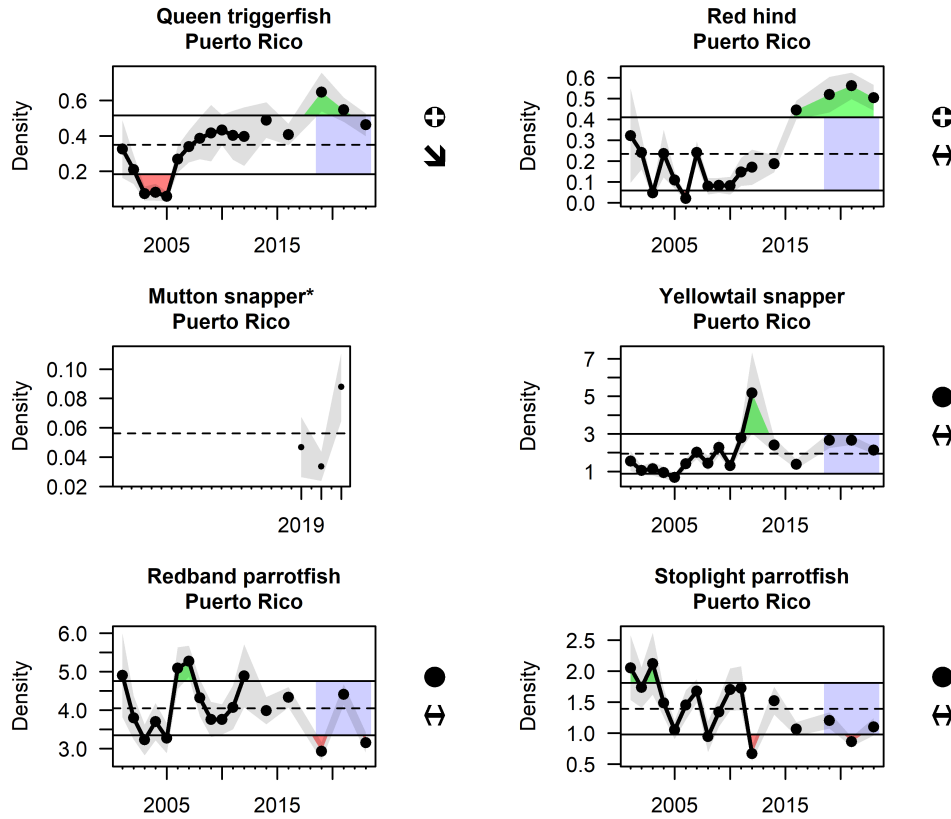 Queen triggerfish
Puerto Rico
Density
0.6
0.4
0.2
2005
2015
Red hind
Puerto Rico
Density
0.6
0.5
0.4
0.3
0.2
0.1
0.0
2005
2015
Mutton snapper*
Puerto Rico
Density
0.10
0.08
0.06
0.04
0.02
2019
Yellowtail snapper
Puerto Rico
Density
7
5
3
1
2005
2015
Redband parrotfish
Puerto Rico
Density
6.0
5.0
4.0
3.0
2005
2015
Stoplight parrotfish
Puerto Rico
Density
2.5
2.0
1.5
1.0
0.5
2005
2015